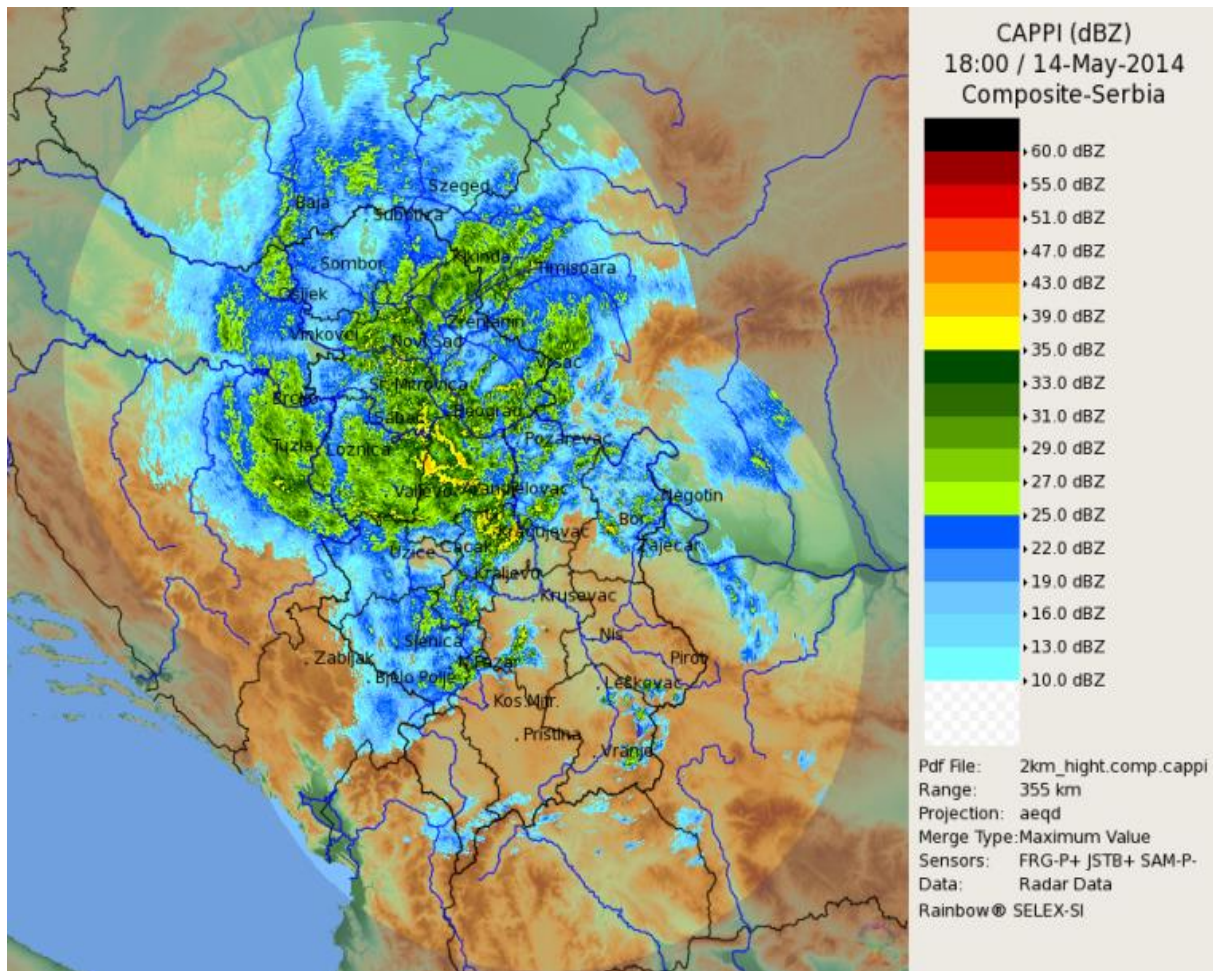 CAPPI (dBZ)
18:00 / 14-May-2014
Composite-Serbia
60.0 dBZ
55.0 dBZ
51.0 dBZ
47.0 dBZ
43.0 dBZ
39.0 dBZ
35.0 dBZ
33.0 dBZ
31.0 dBZ
29.0 dBZ
27.0 dBZ
25.0 dBZ
22.0 dBZ
19.0 dBZ
16.0 dBZ
13.0 dBZ
10.0 dBZ
Pdf File: 2km_hight.comp.cappi
Range: 355 km
Projection: aeqd
Merge Type:Maximum Value
Sensors: FRG-P+ JSTB+ SAM-P-
Data: Radar Data
Rainbow® SELEX-SI
Szeged
Baja
Subotica
Kikinda
Sombor
Timisoara
Osijek
Zrenjanin
Vinkovci
Novi Sad
Vrsac
Sr. Mitrovica
Brcko
Sabac
Beograd
Pozarevac
Tuzla
Loznica
Valjevo
Arandjelovac
Negotin
Bor
Kragujevac
Zajecar
Uzice
Cacak
Kraljevo
Krusevac
Nis
Sjenica
Zabljak
N.Pazar
Pirot
Bjelo Polje
Leskovac
Kos.Mitr.
Pristina
Vranje